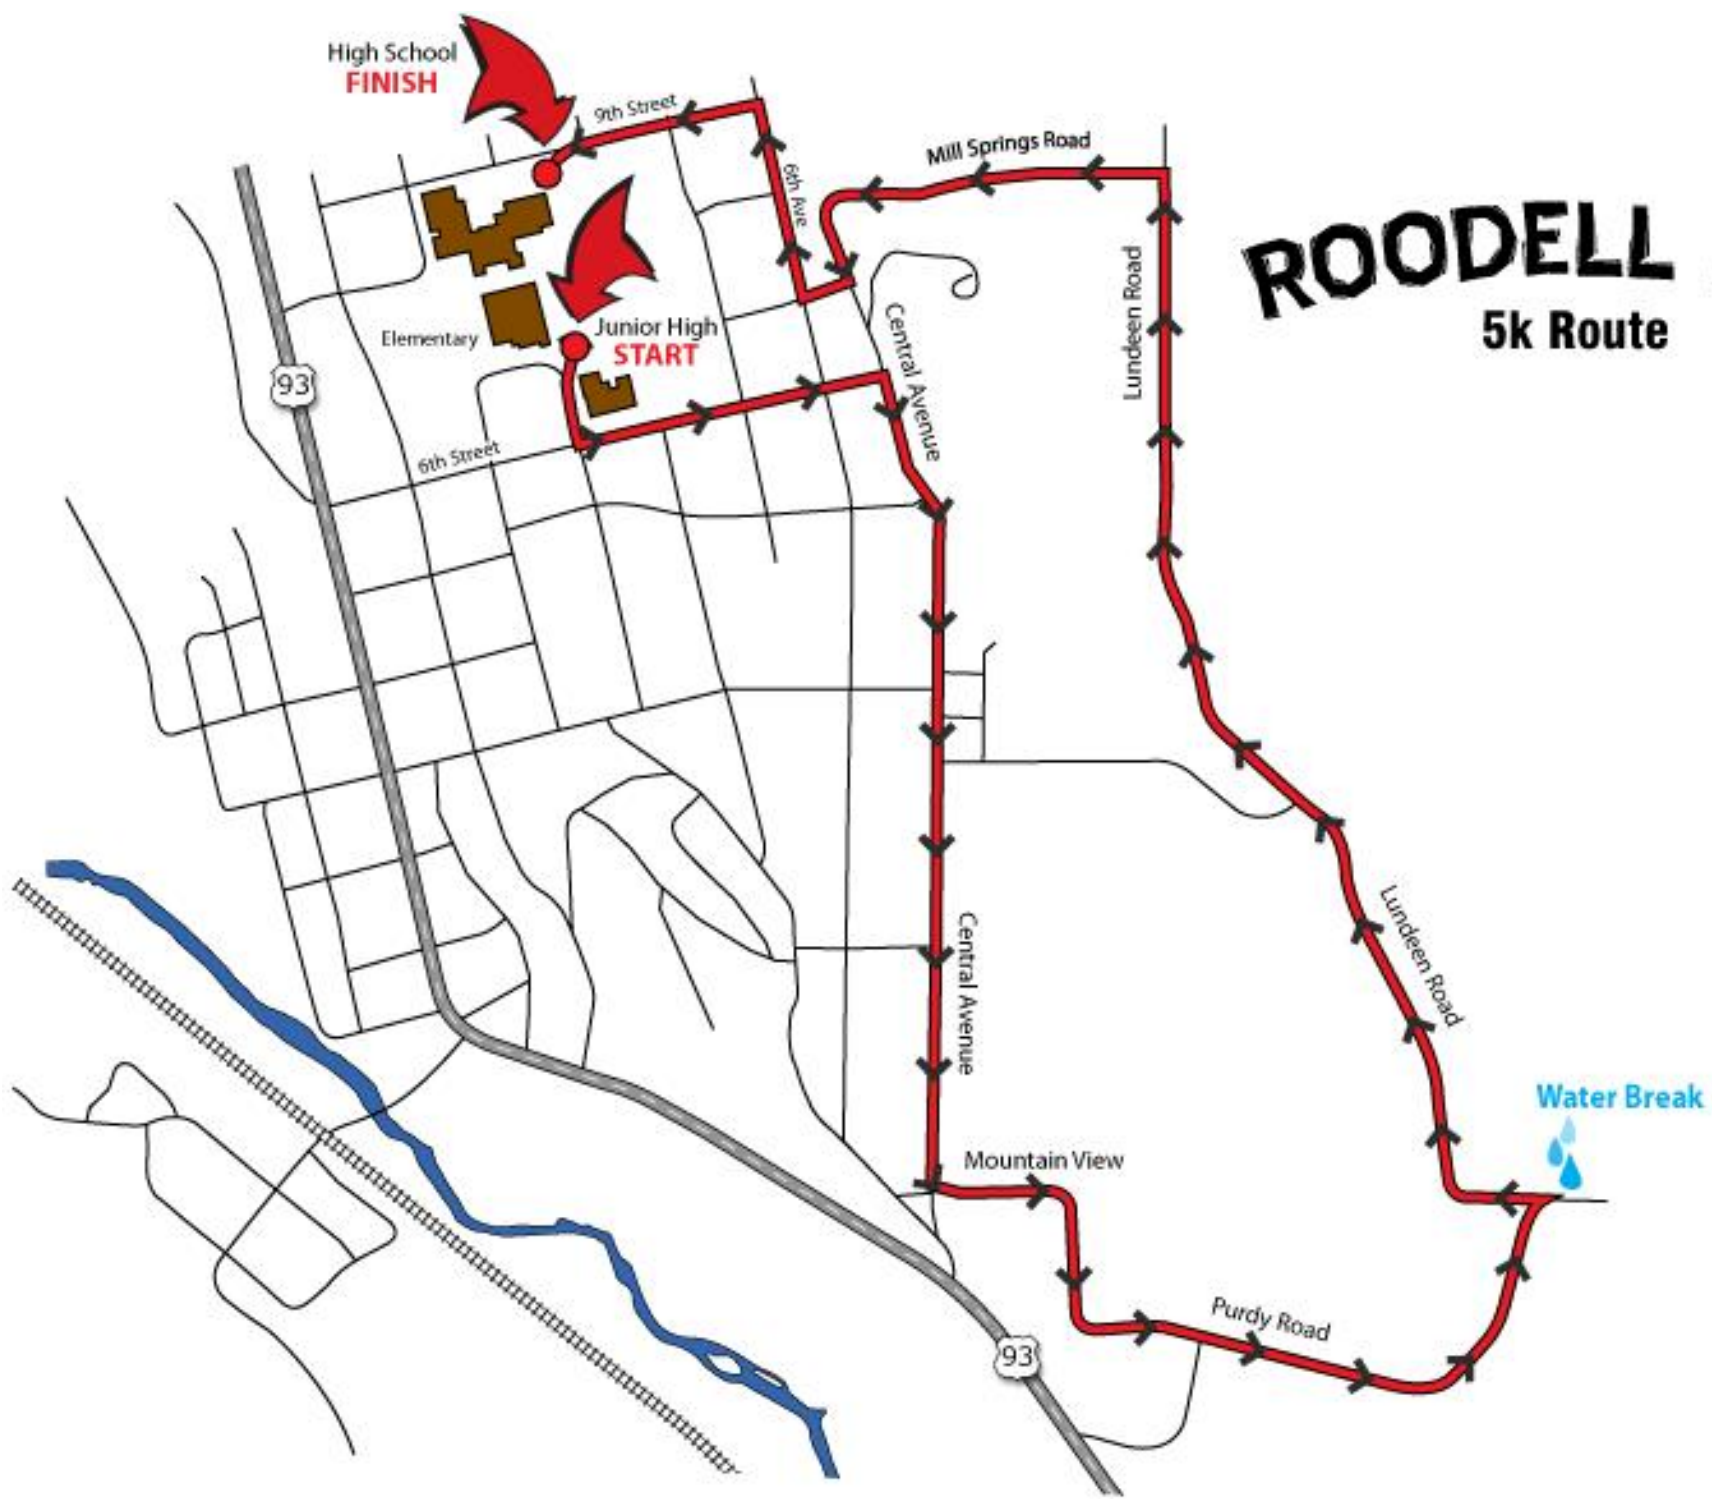 High School
FINISH
9th Street
Mill Springs Road
6th Ave
ROODELL
5k Route
Lundeen Road
Junior High
START
Elementary
Central Avenue
93
6th Street
Central Avenue
Lundeen Road
Water Break
Mountain View
Purdy Road
93